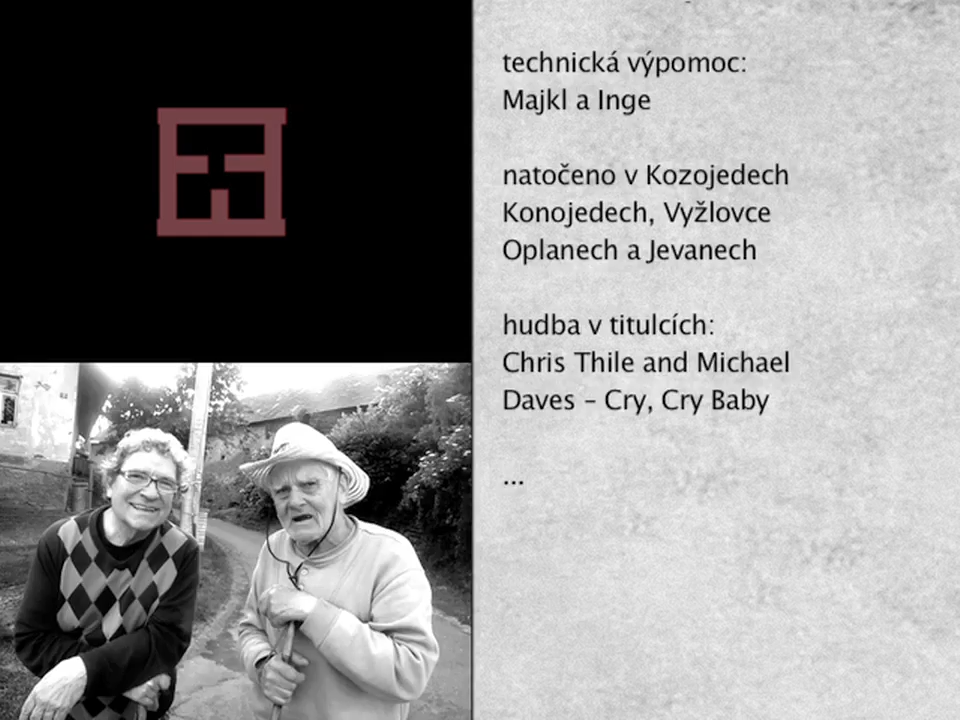 technická výpomoc:
Majkl a Inge
natočeno v Kozojedech
Konojedech, Vyžlovce
Oplanech a Jevanech
hudba v titulcích:
Chris Thile and Michael
Daves – Cry, Cry Baby
...